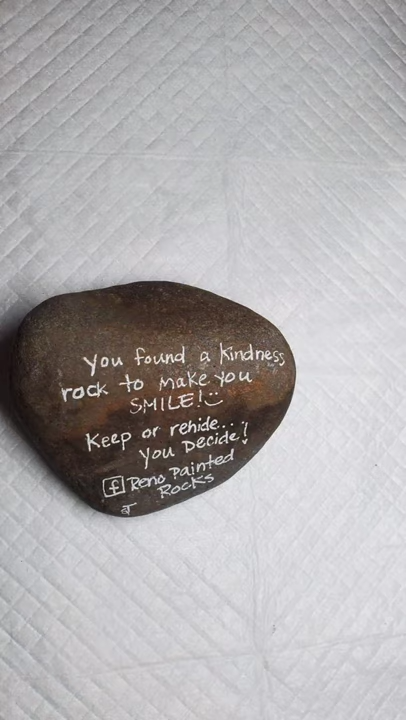 You found a Kindness
rock to make you
SMILE!
Keep or rehide...
You Decide!
f Reno Painted
Rocks